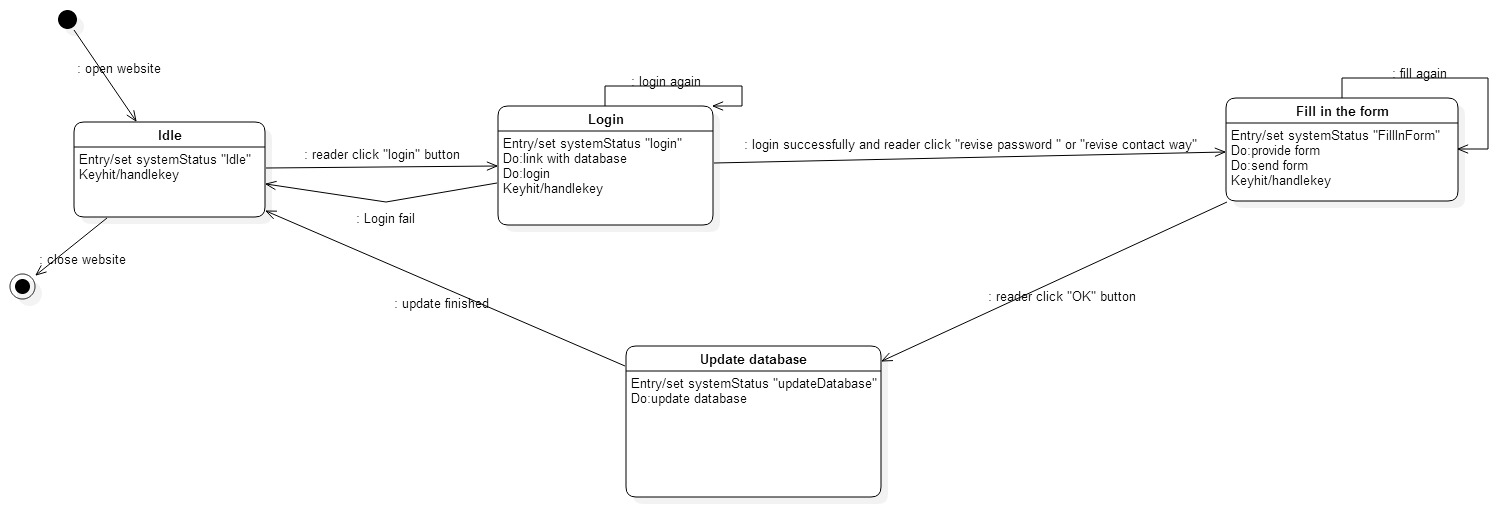 : open website
Idle
Entry/set systemStatus "Idle"
Keyhit/handlekey
: close website
: reader click "login" button
: Login fail
: login again
Login
Entry/set systemStatus "login"
Do:link with database
Do:login
Keyhit/handlekey
: login successfully and reader click "revise password " or "revise contact way"
: fill again
Fill in the form
Entry/set systemStatus "FillInForm"
Do:provide form
Do:send form
Keyhit/handlekey
: reader click "OK" button
: update finished
Update database
Entry/set systemStatus "updateDatabase"
Do:update database